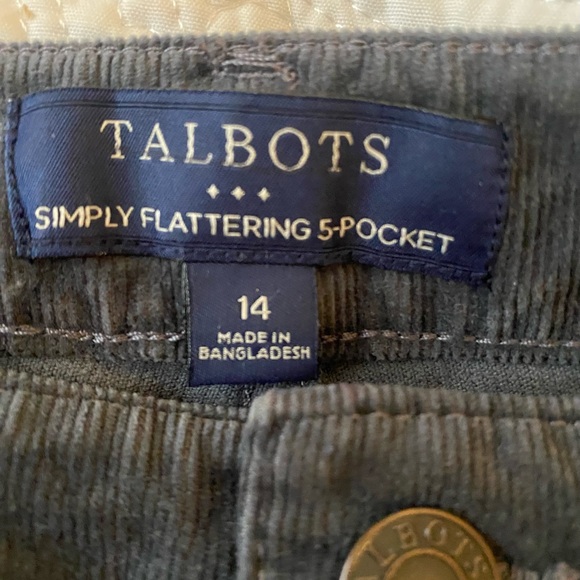 TALBOTS
SIMPLY FLATTERING 5-POCKET
14
MADE IN
BANGLADESH
TALBOTS